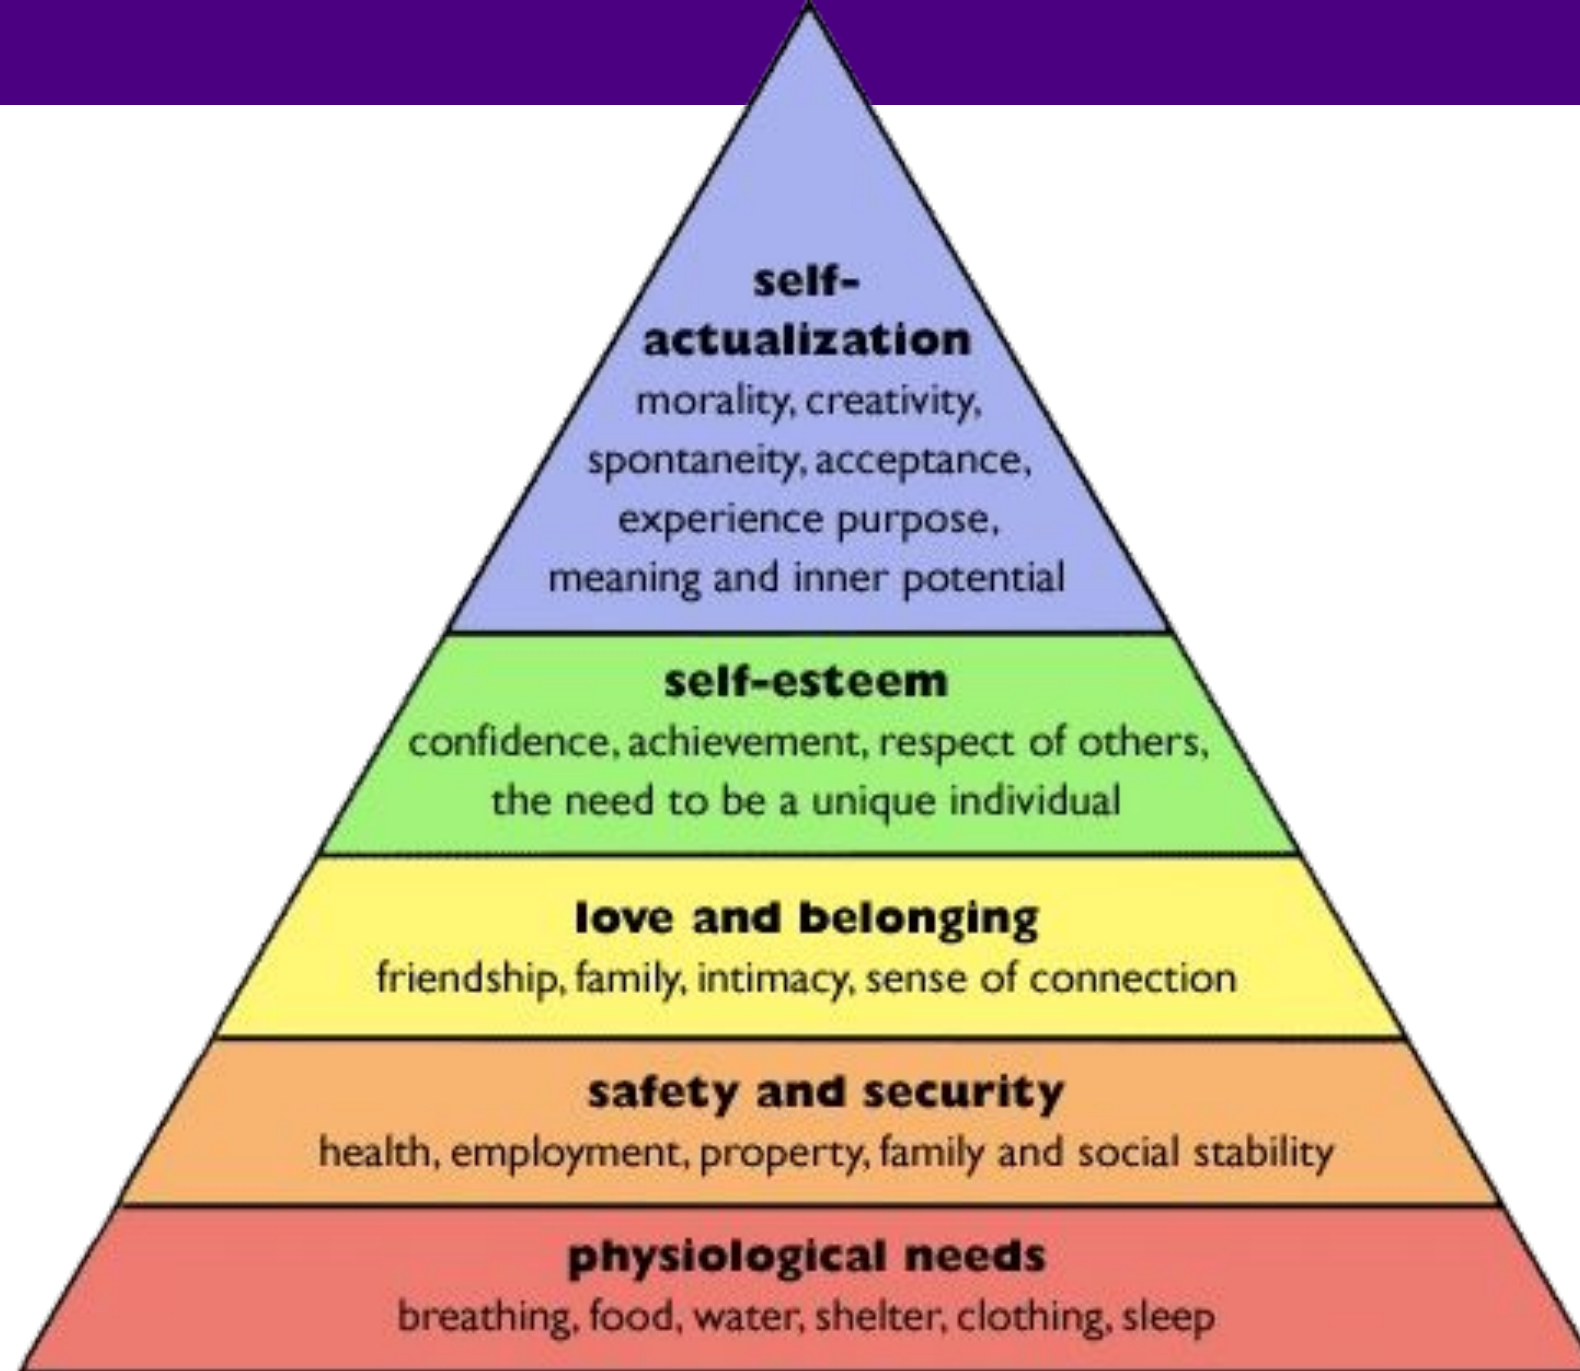 self-
actualization
morality, creativity,
spontaneity, acceptance,
experience purpose,
meaning and inner potential
self-esteem
confidence, achievement, respect of others,
the need to be a unique individual
love and belonging
friendship, family, intimacy, sense of connection
safety and security
health, employment, property, family and social stability
physiological needs
breathing, food, water, shelter, clothing, sleep